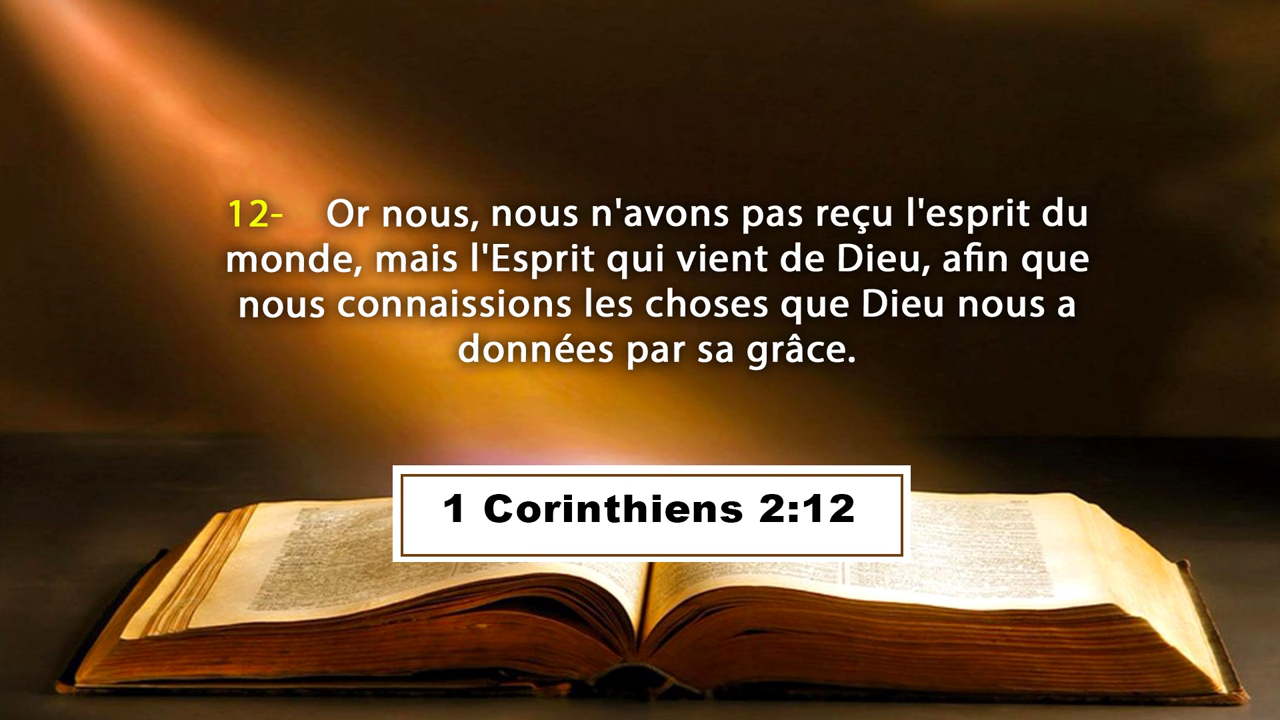 12- Or nous, nous n'avons pas reçu l'esprit du
monde, mais l'Esprit qui vient de Dieu, afin que
nous connaissions les choses que Dieu nous a
données par sa grâce.
1 Corinthiens 2:12